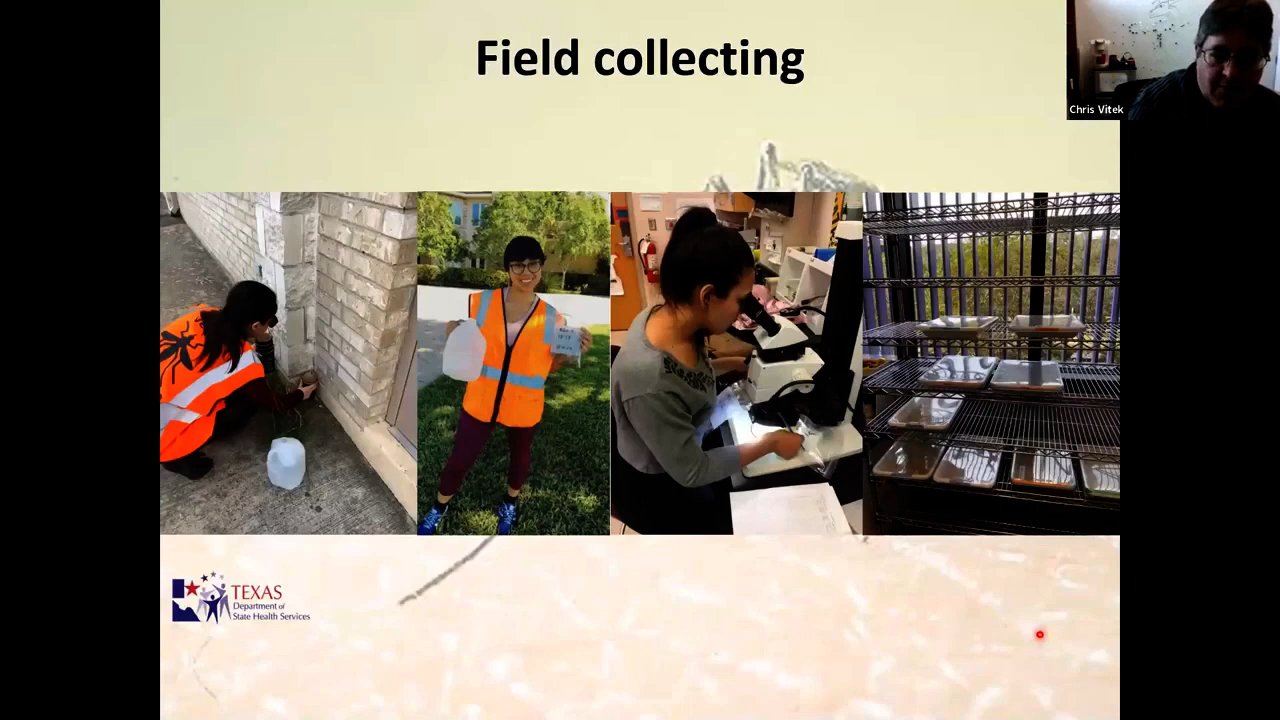 Field collecting
Chris Vitek
TEXAS
Department of
State Health Services